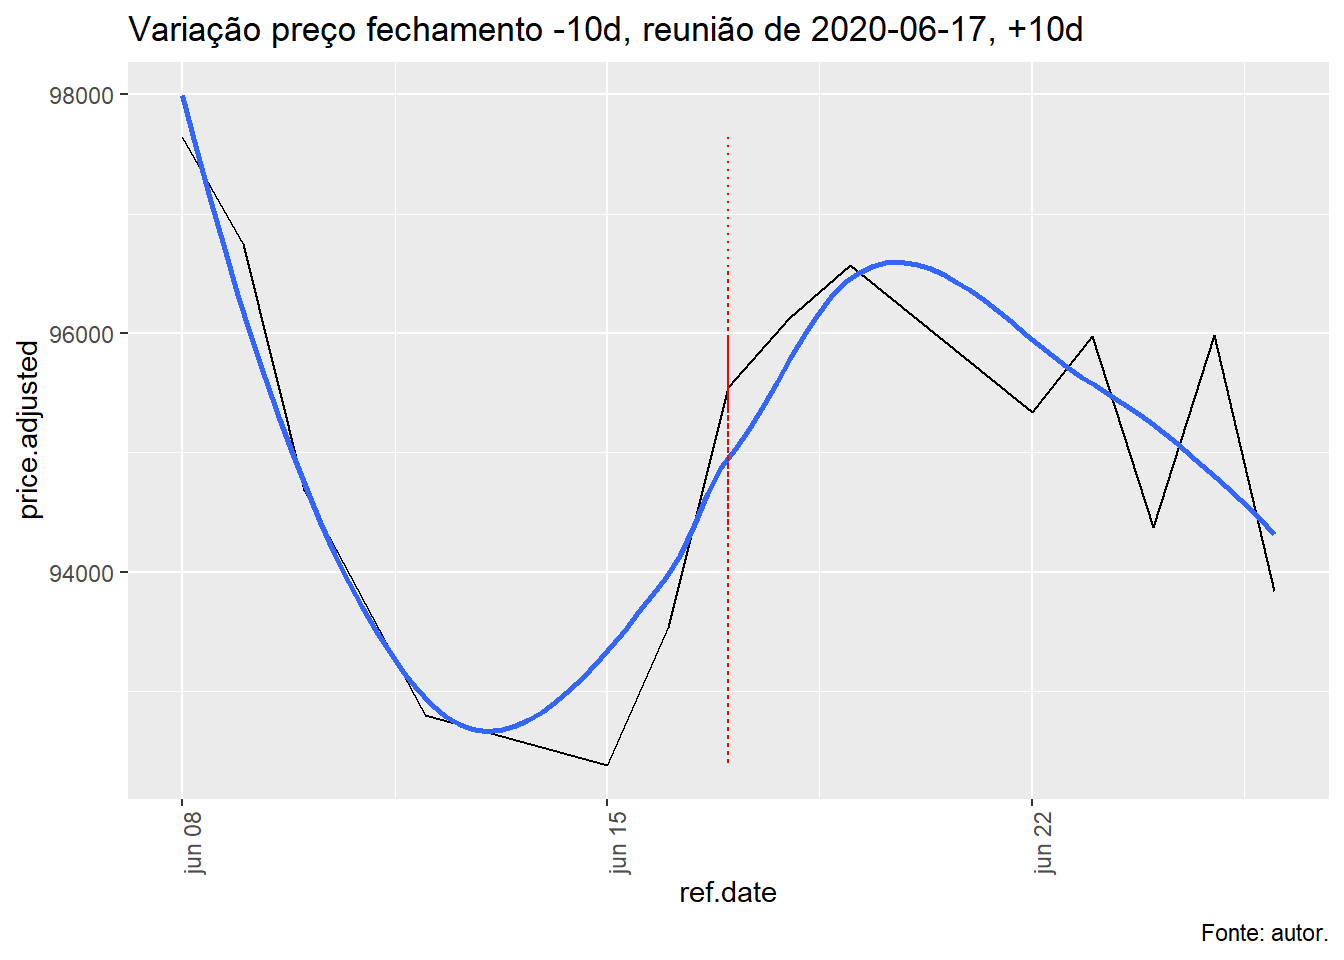 Variação preço fechamento -10d, reunião de 2020-06-17, +10d
98000
96000
94000
price.adjusted
jun 08
jun 15
jun 22
ref.date
Fonte: autor.